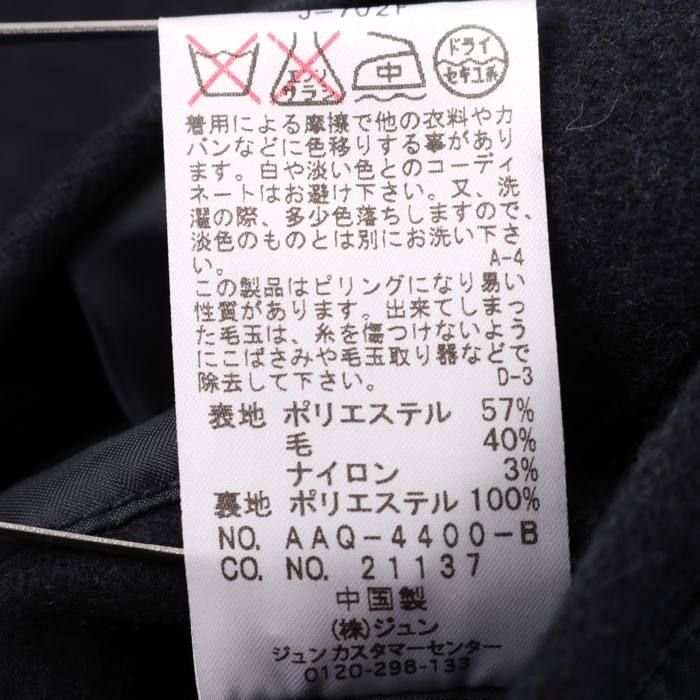 J-702F
エンソ
サラシ
中
ドライ
セキユ系
着用による摩擦で他の衣料やカ
バンなどに色移りする事があり
ます。白や淡い色とのコーディ
ネートはお避け下さい。又、洗
濯の際、多少色落ちしますので、
淡色のものとは別にお洗い下さ
い。 A-4
この製品はピリングになり易い
性質があります。出来てしまっ
た毛玉は、糸を傷つけないよう
にこばさみや毛玉取り器などで
除去して下さい。 D-3
表地 ポリエステル 57%
毛 40%
ナイロン 3%
裏地 ポリエステル 100%
NO. AAQ-4400-B
CO. NO. 21137
中国製
(株)ジュン
ジュンカスタマーセンター
0120-298-133